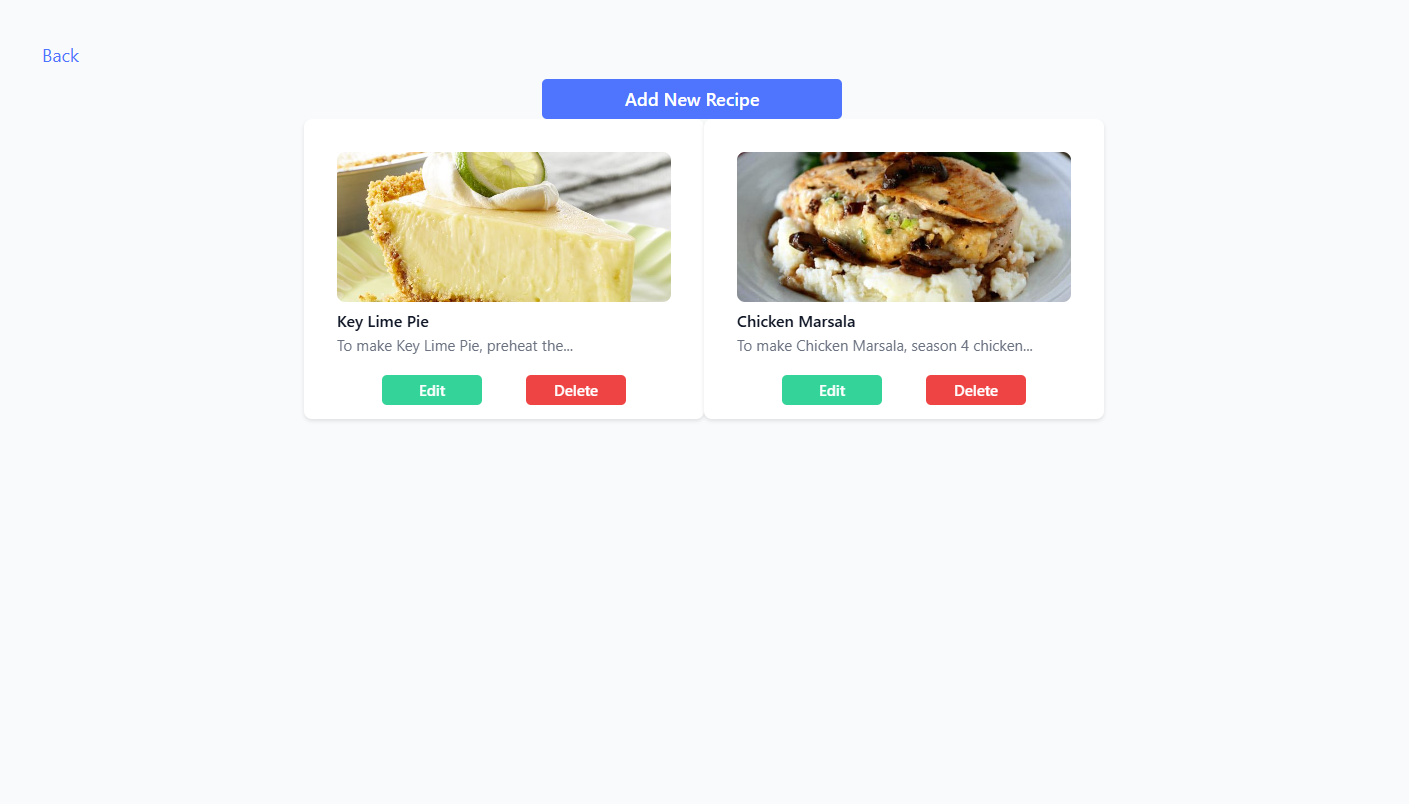 Back
Add New Recipe
Key Lime Pie
To make Key Lime Pie, preheat the...
Edit
Delete
Chicken Marsala
To make Chicken Marsala, season 4 chicken...
Edit
Delete